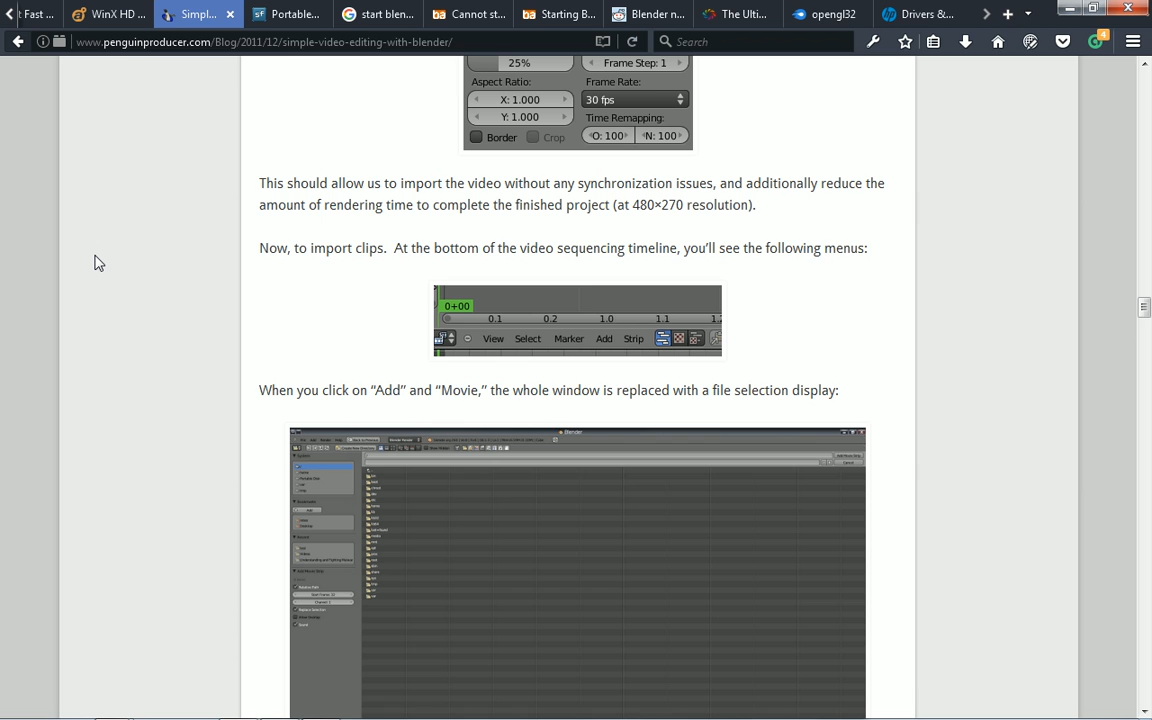 t Fast ...
WinX HD ...
Simpl...
Portable...
start blen...
Cannot st...
Starting B...
Blender n...
The Ulti...
opengl32
Drivers &...
www.penguinproducer.com/Blog/2011/12/simple-video-editing-with-blender/
Search
4
25%
Frame Step: 1
Aspect Ratio:
Frame Rate:
X: 1.000
30 fps
Y: 1.000
Time Remapping:
Border
Crop
O: 100
N: 100
This should allow us to import the video without any synchronization issues, and additionally reduce the
amount of rendering time to complete the finished project (at 480×270 resolution).
Now, to import clips. At the bottom of the video sequencing timeline, you'll see the following menus:
0+00
0.1 0.2 1.0 1.1 1.2
View Select Marker Add Strip
When you click on “Add” and “Movie,” the whole window is replaced with a file selection display:
Blender